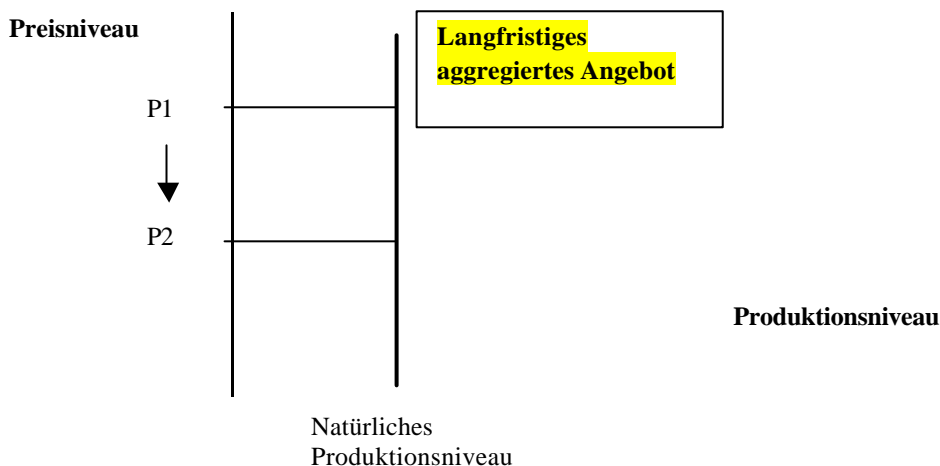 Preisniveau
Langfristiges
aggregiertes Angebot
P1
P2
Produktionsniveau
Natürliches
Produktionsniveau